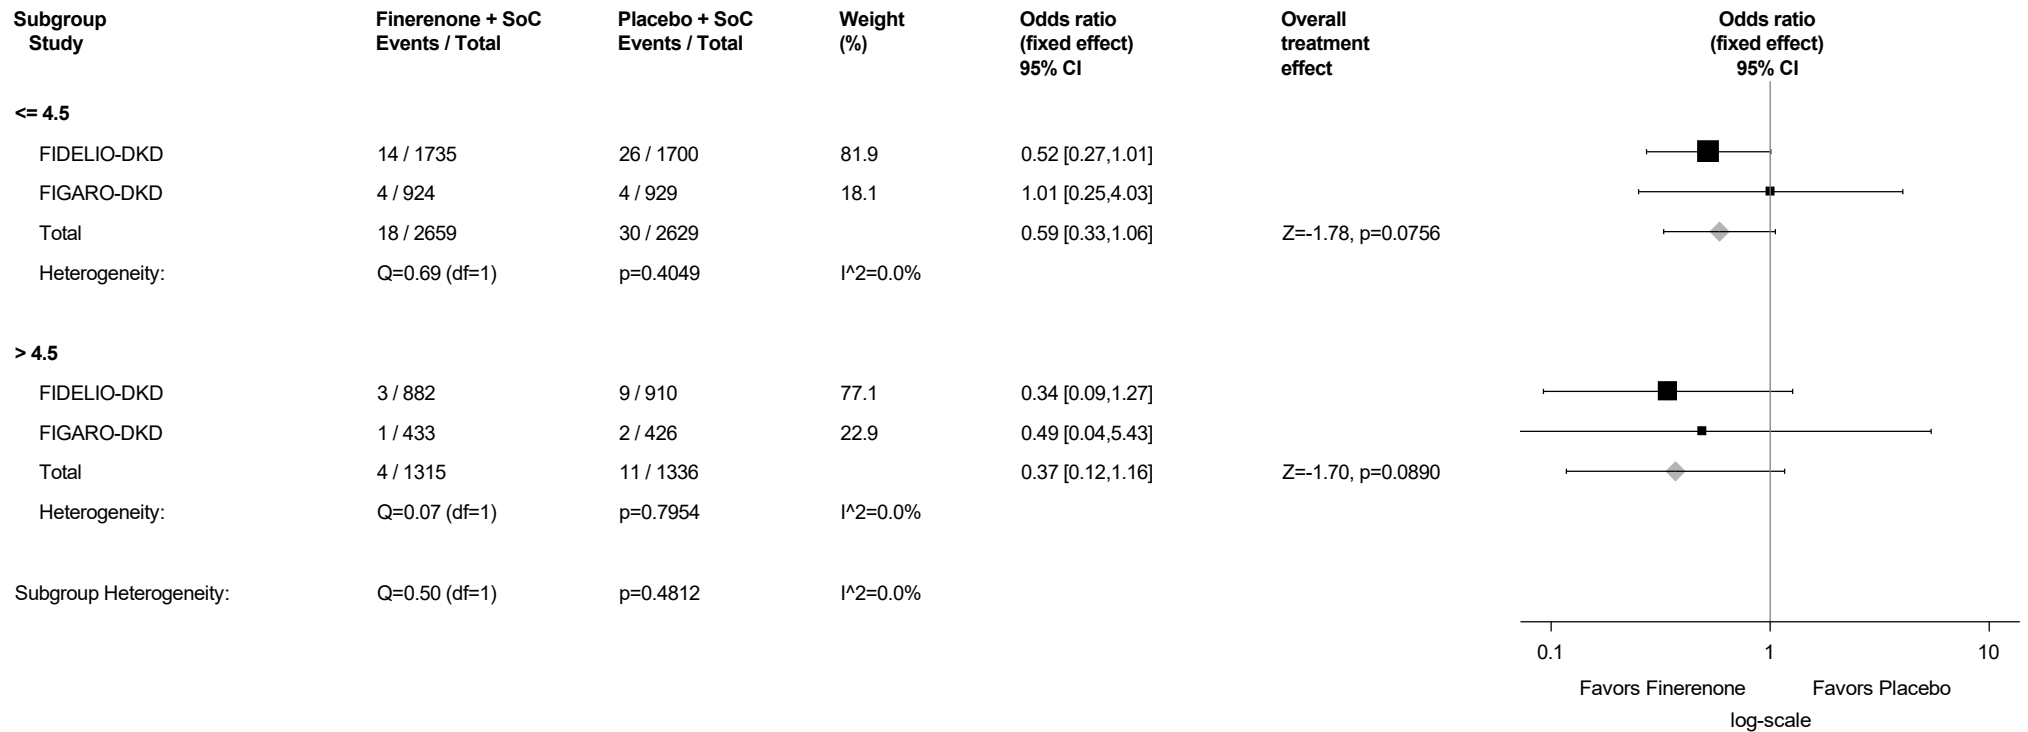 Subgroup Finerenone + SoC Placebo + SoC Weight Odds ratio Overall Odds ratio
Study Events / Total Events / Total (%) (fixed effect) treatment (fixed effect)
95% CI effect 95% CI
<= 4.5
FIDELIO-DKD 14 / 1735 26 / 1700 81.9 0.52 [0.27,1.01]
FIGARO-DKD 4 / 924 4 / 929 18.1 1.01 [0.25,4.03]
Total 18 / 2659 30 / 2629 0.59 [0.33,1.06] Z=-1.78, p=0.0756
Heterogeneity: Q=0.69 (df=1) p=0.4049 I^2=0.0%
> 4.5
FIDELIO-DKD 3 / 882 9 / 910 77.1 0.34 [0.09,1.27]
FIGARO-DKD 1 / 433 2 / 426 22.9 0.49 [0.04,5.43]
Total 4 / 1315 11 / 1336 0.37 [0.12,1.16] Z=-1.70, p=0.0890
Heterogeneity: Q=0.07 (df=1) p=0.7954 I^2=0.0%
Subgroup Heterogeneity: Q=0.50 (df=1) p=0.4812 I^2=0.0%
0.1 1 10
Favors Finerenone Favors Placebo
log-scale